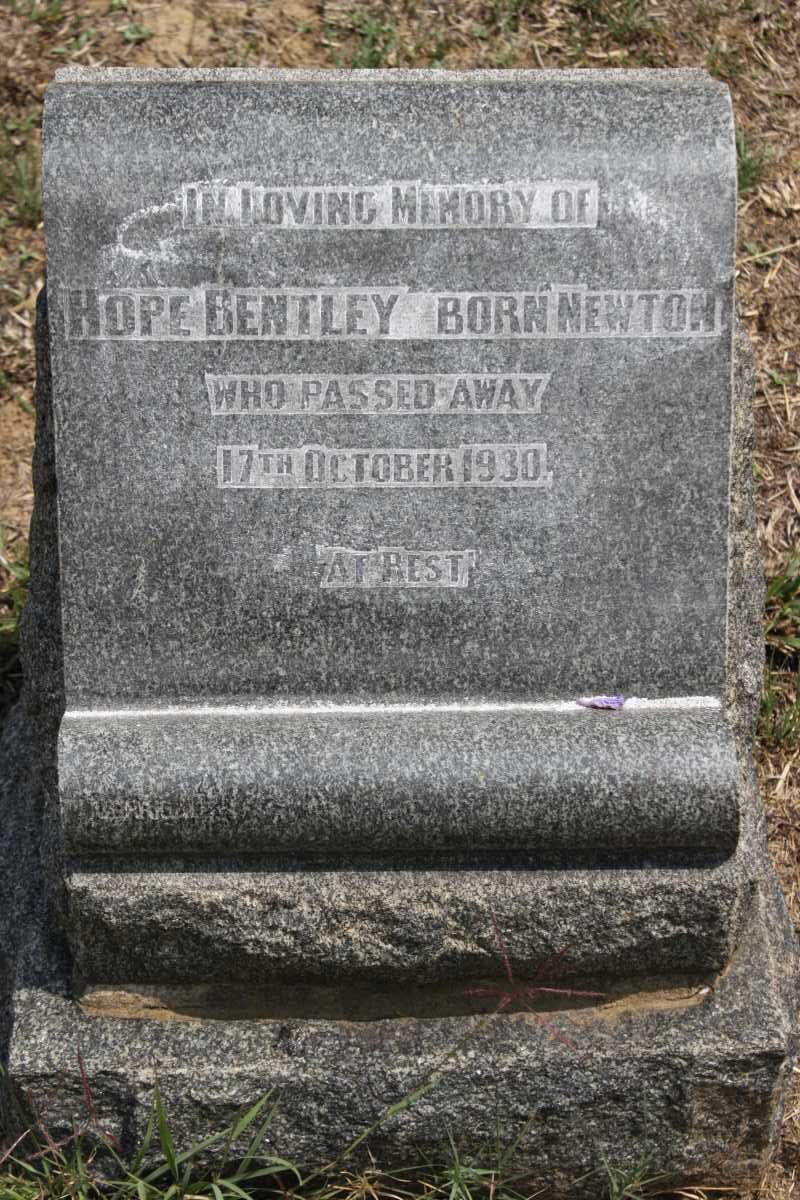 IN LOVING MEMORY OF
HOPE BENTLEY BORN NEWTON
WHO PASSED AWAY
17TH OCTOBER 1930.
AT REST